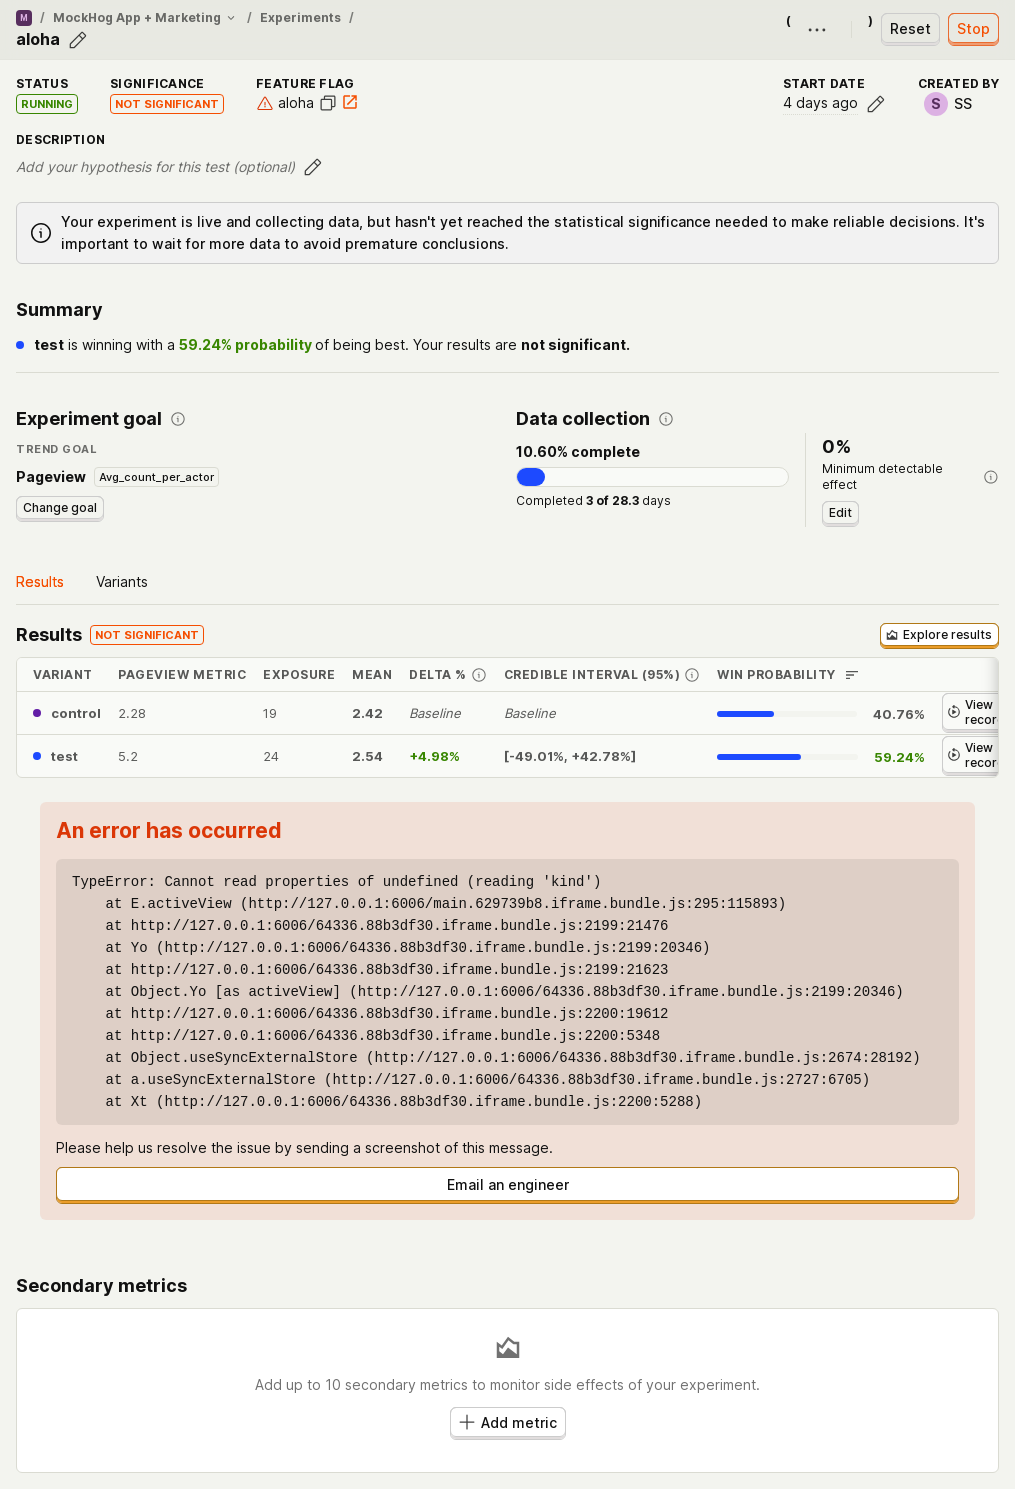 M / MockHog App + Marketing / Experiments /
aloha
( ... ) Reset Stop
STATUS SIGNIFICANCE FEATURE FLAG START DATE CREATED BY
RUNNING NOT SIGNIFICANT aloha 4 days ago S SS
DESCRIPTION
Add your hypothesis for this test (optional)
Your experiment is live and collecting data, but hasn't yet reached the statistical significance needed to make reliable decisions. It's
important to wait for more data to avoid premature conclusions.
Summary
test is winning with a 59.24% probability of being best. Your results are not significant.
Experiment goal
TREND GOAL
Pageview Avg_count_per_actor
Change goal
Data collection
10.60% complete
Completed 3 of 28.3 days
0%
Minimum detectable
effect
Edit
Results Variants
Results NOT SIGNIFICANT Explore results
VARIANT PAGEVIEW METRIC EXPOSURE MEAN DELTA % CREDIBLE INTERVAL (95%) WIN PROBABILITY
control 2.28 19 2.42 Baseline Baseline 40.76% View
recor
test 5.2 24 2.54 +4.98% [-49.01%, +42.78%] 59.24% View
recor
An error has occurred
TypeError: Cannot read properties of undefined (reading 'kind')
at E.activeView (http://127.0.0.1:6006/main.629739b8.iframe.bundle.js:295:115893)
at http://127.0.0.1:6006/64336.88b3df30.iframe.bundle.js:2199:21476
at Yo (http://127.0.0.1:6006/64336.88b3df30.iframe.bundle.js:2199:20346)
at http://127.0.0.1:6006/64336.88b3df30.iframe.bundle.js:2199:21623
at Object.Yo [as activeView] (http://127.0.0.1:6006/64336.88b3df30.iframe.bundle.js:2199:20346)
at http://127.0.0.1:6006/64336.88b3df30.iframe.bundle.js:2200:19612
at http://127.0.0.1:6006/64336.88b3df30.iframe.bundle.js:2200:5348
at Object.useSyncExternalStore (http://127.0.0.1:6006/64336.88b3df30.iframe.bundle.js:2674:28192)
at a.useSyncExternalStore (http://127.0.0.1:6006/64336.88b3df30.iframe.bundle.js:2727:6705)
at Xt (http://127.0.0.1:6006/64336.88b3df30.iframe.bundle.js:2200:5288)
Please help us resolve the issue by sending a screenshot of this message.
Email an engineer
Secondary metrics
Add up to 10 secondary metrics to monitor side effects of your experiment.
Add metric